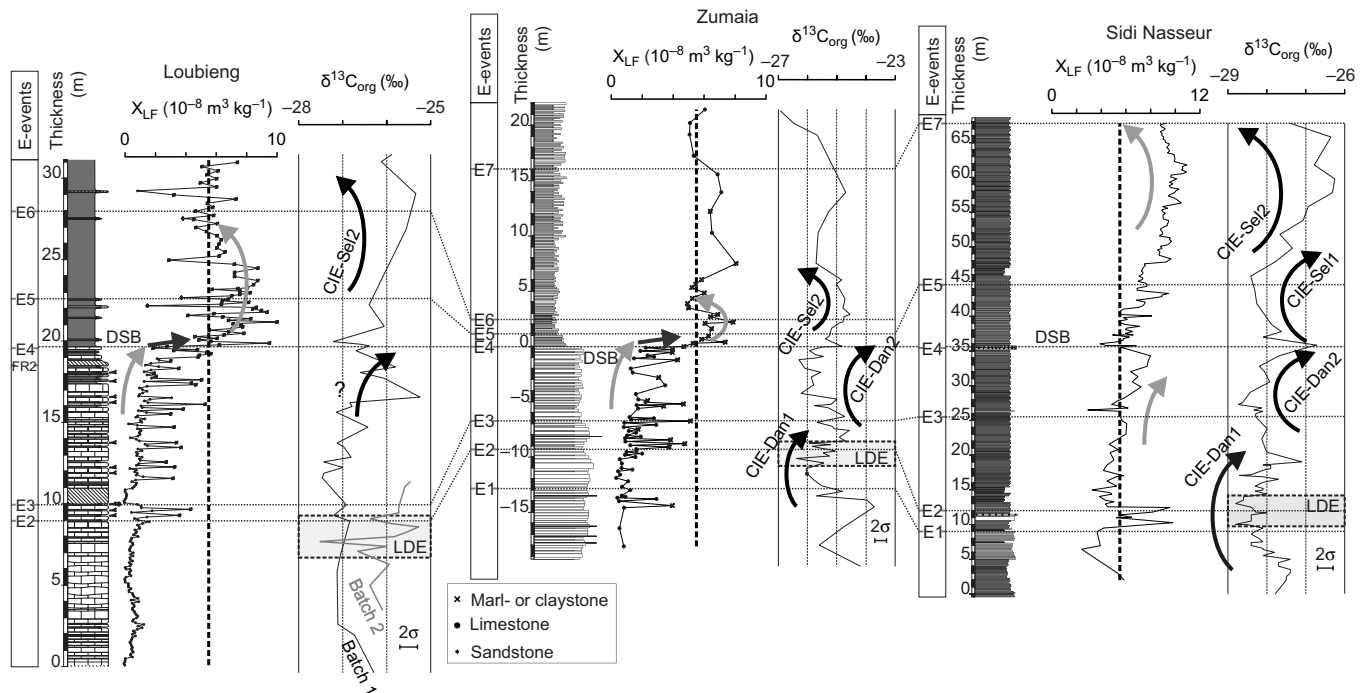 Loubieng
E-events
Thickness
(m)
X_LF (10⁻⁸ m³ kg⁻¹)
0
10
δ¹³C_org (‰)
−28
−25
30
25
20
15
10
5
0
E6
E5
E4
FR2
E3
E2
DSB
CIE-Sel2
?
LDE
Batch 2
Batch 1
2σ
Zumaia
E-events
Thickness
(m)
X_LF (10⁻⁸ m³ kg⁻¹)
0
10
δ¹³C_org (‰)
−27
−23
20
15
10
5
0
−5
−10
−15
E7
E6
E5
E4
E3
E2
E1
DSB
CIE-Sel2
CIE-Dan2
CIE-Dan1
LDE
2σ
Marl- or claystone
Limestone
Sandstone
Sidi Nasseur
E-events
Thickness
(m)
X_LF (10⁻⁸ m³ kg⁻¹)
0
12
δ¹³C_org (‰)
−29
−26
65
60
55
50
45
40
35
30
25
20
15
10
5
0
E7
E5
E4
E3
E2
E1
DSB
CIE-Sel2
CIE-Sel1
CIE-Dan2
CIE-Dan1
LDE
2σ